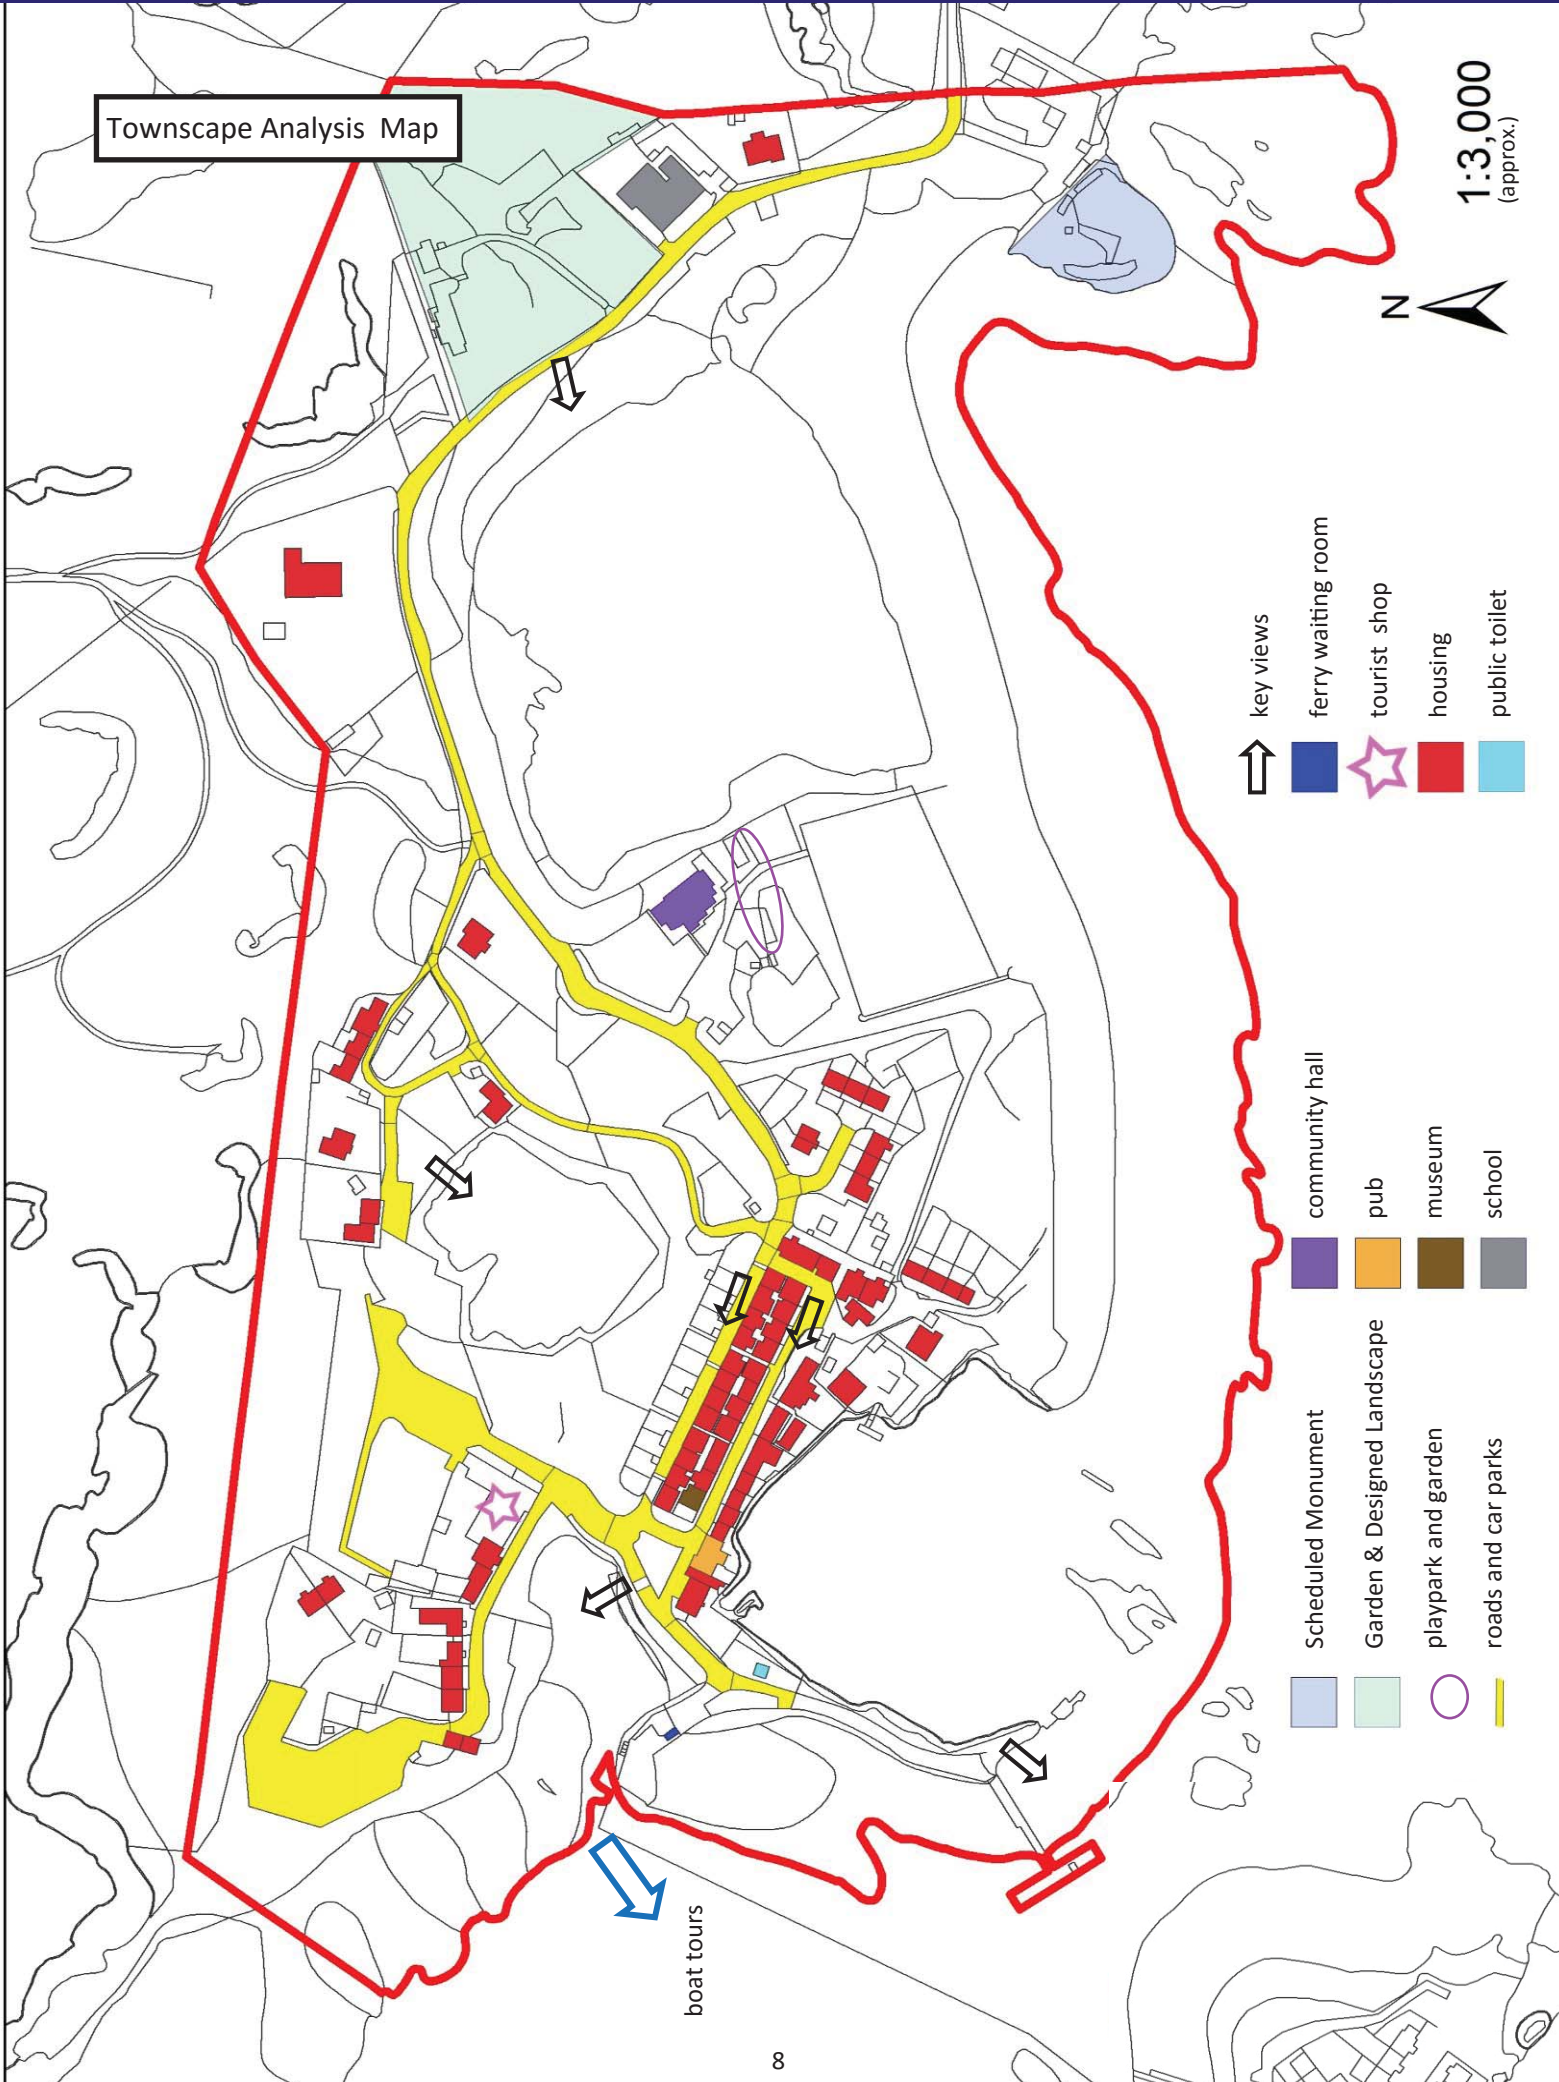 Townscape Analysis  Map
N
1:3,000
(approx.)
boat tours
Scheduled Monument
Garden & Designed Landscape
playpark and garden
roads and car parks
community hall
pub
museum
school
key views
ferry waiting room
tourist shop
housing
public toilet
8